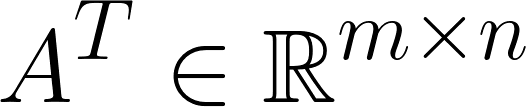 A^T ∈ ℝ^{m×n}